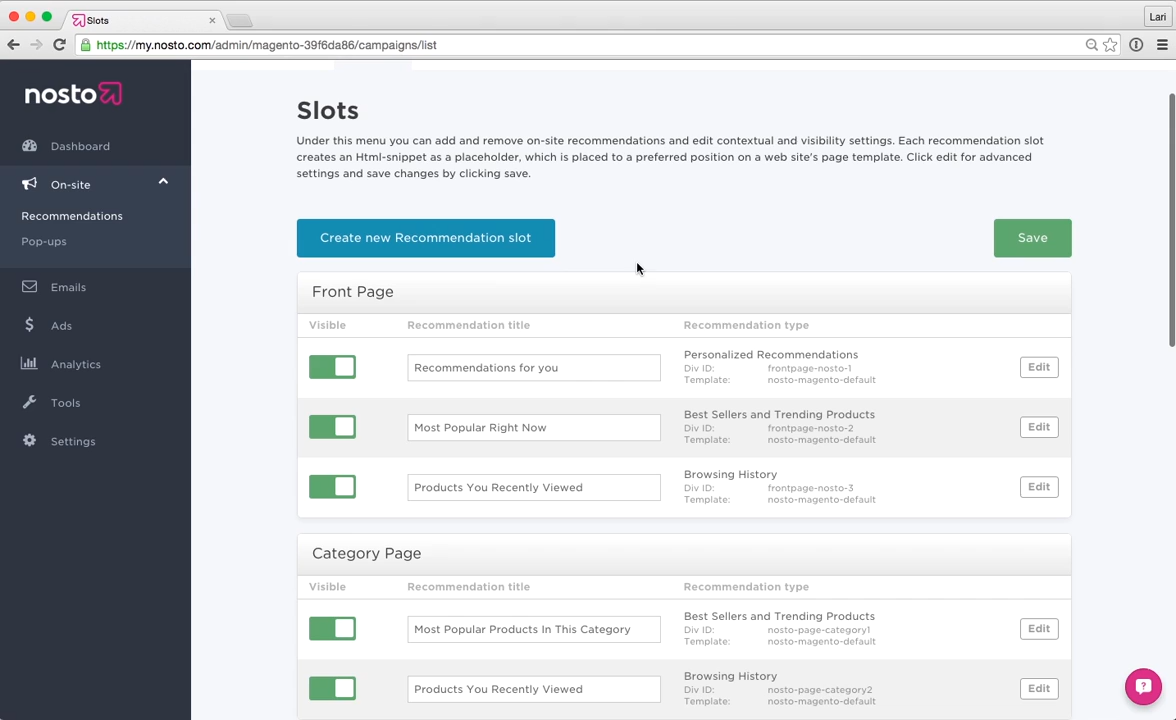 Slots
Lari
https://my.nosto.com/admin/magento-39f6da86/campaigns/list
nosto
Dashboard
On-site
Recommendations
Pop-ups
Emails
Ads
Analytics
Tools
Settings
Slots
Under this menu you can add and remove on-site recommendations and edit contextual and visibility settings. Each recommendation slot
creates an Html-snippet as a placeholder, which is placed to a preferred position on a web site's page template. Click edit for advanced
settings and save changes by clicking save.
Create new Recommendation slot
Save
Front Page
Visible Recommendation title Recommendation type
Recommendations for you
Personalized Recommendations
Div ID: frontpage-nosto-1
Template: nosto-magento-default
Edit
Most Popular Right Now
Best Sellers and Trending Products
Div ID: frontpage-nosto-2
Template: nosto-magento-default
Edit
Products You Recently Viewed
Browsing History
Div ID: frontpage-nosto-3
Template: nosto-magento-default
Edit
Category Page
Visible Recommendation title Recommendation type
Most Popular Products In This Category
Best Sellers and Trending Products
Div ID: nosto-page-category1
Template: nosto-magento-default
Edit
Products You Recently Viewed
Browsing History
Div ID: nosto-page-category2
Template: nosto-magento-default
Edit